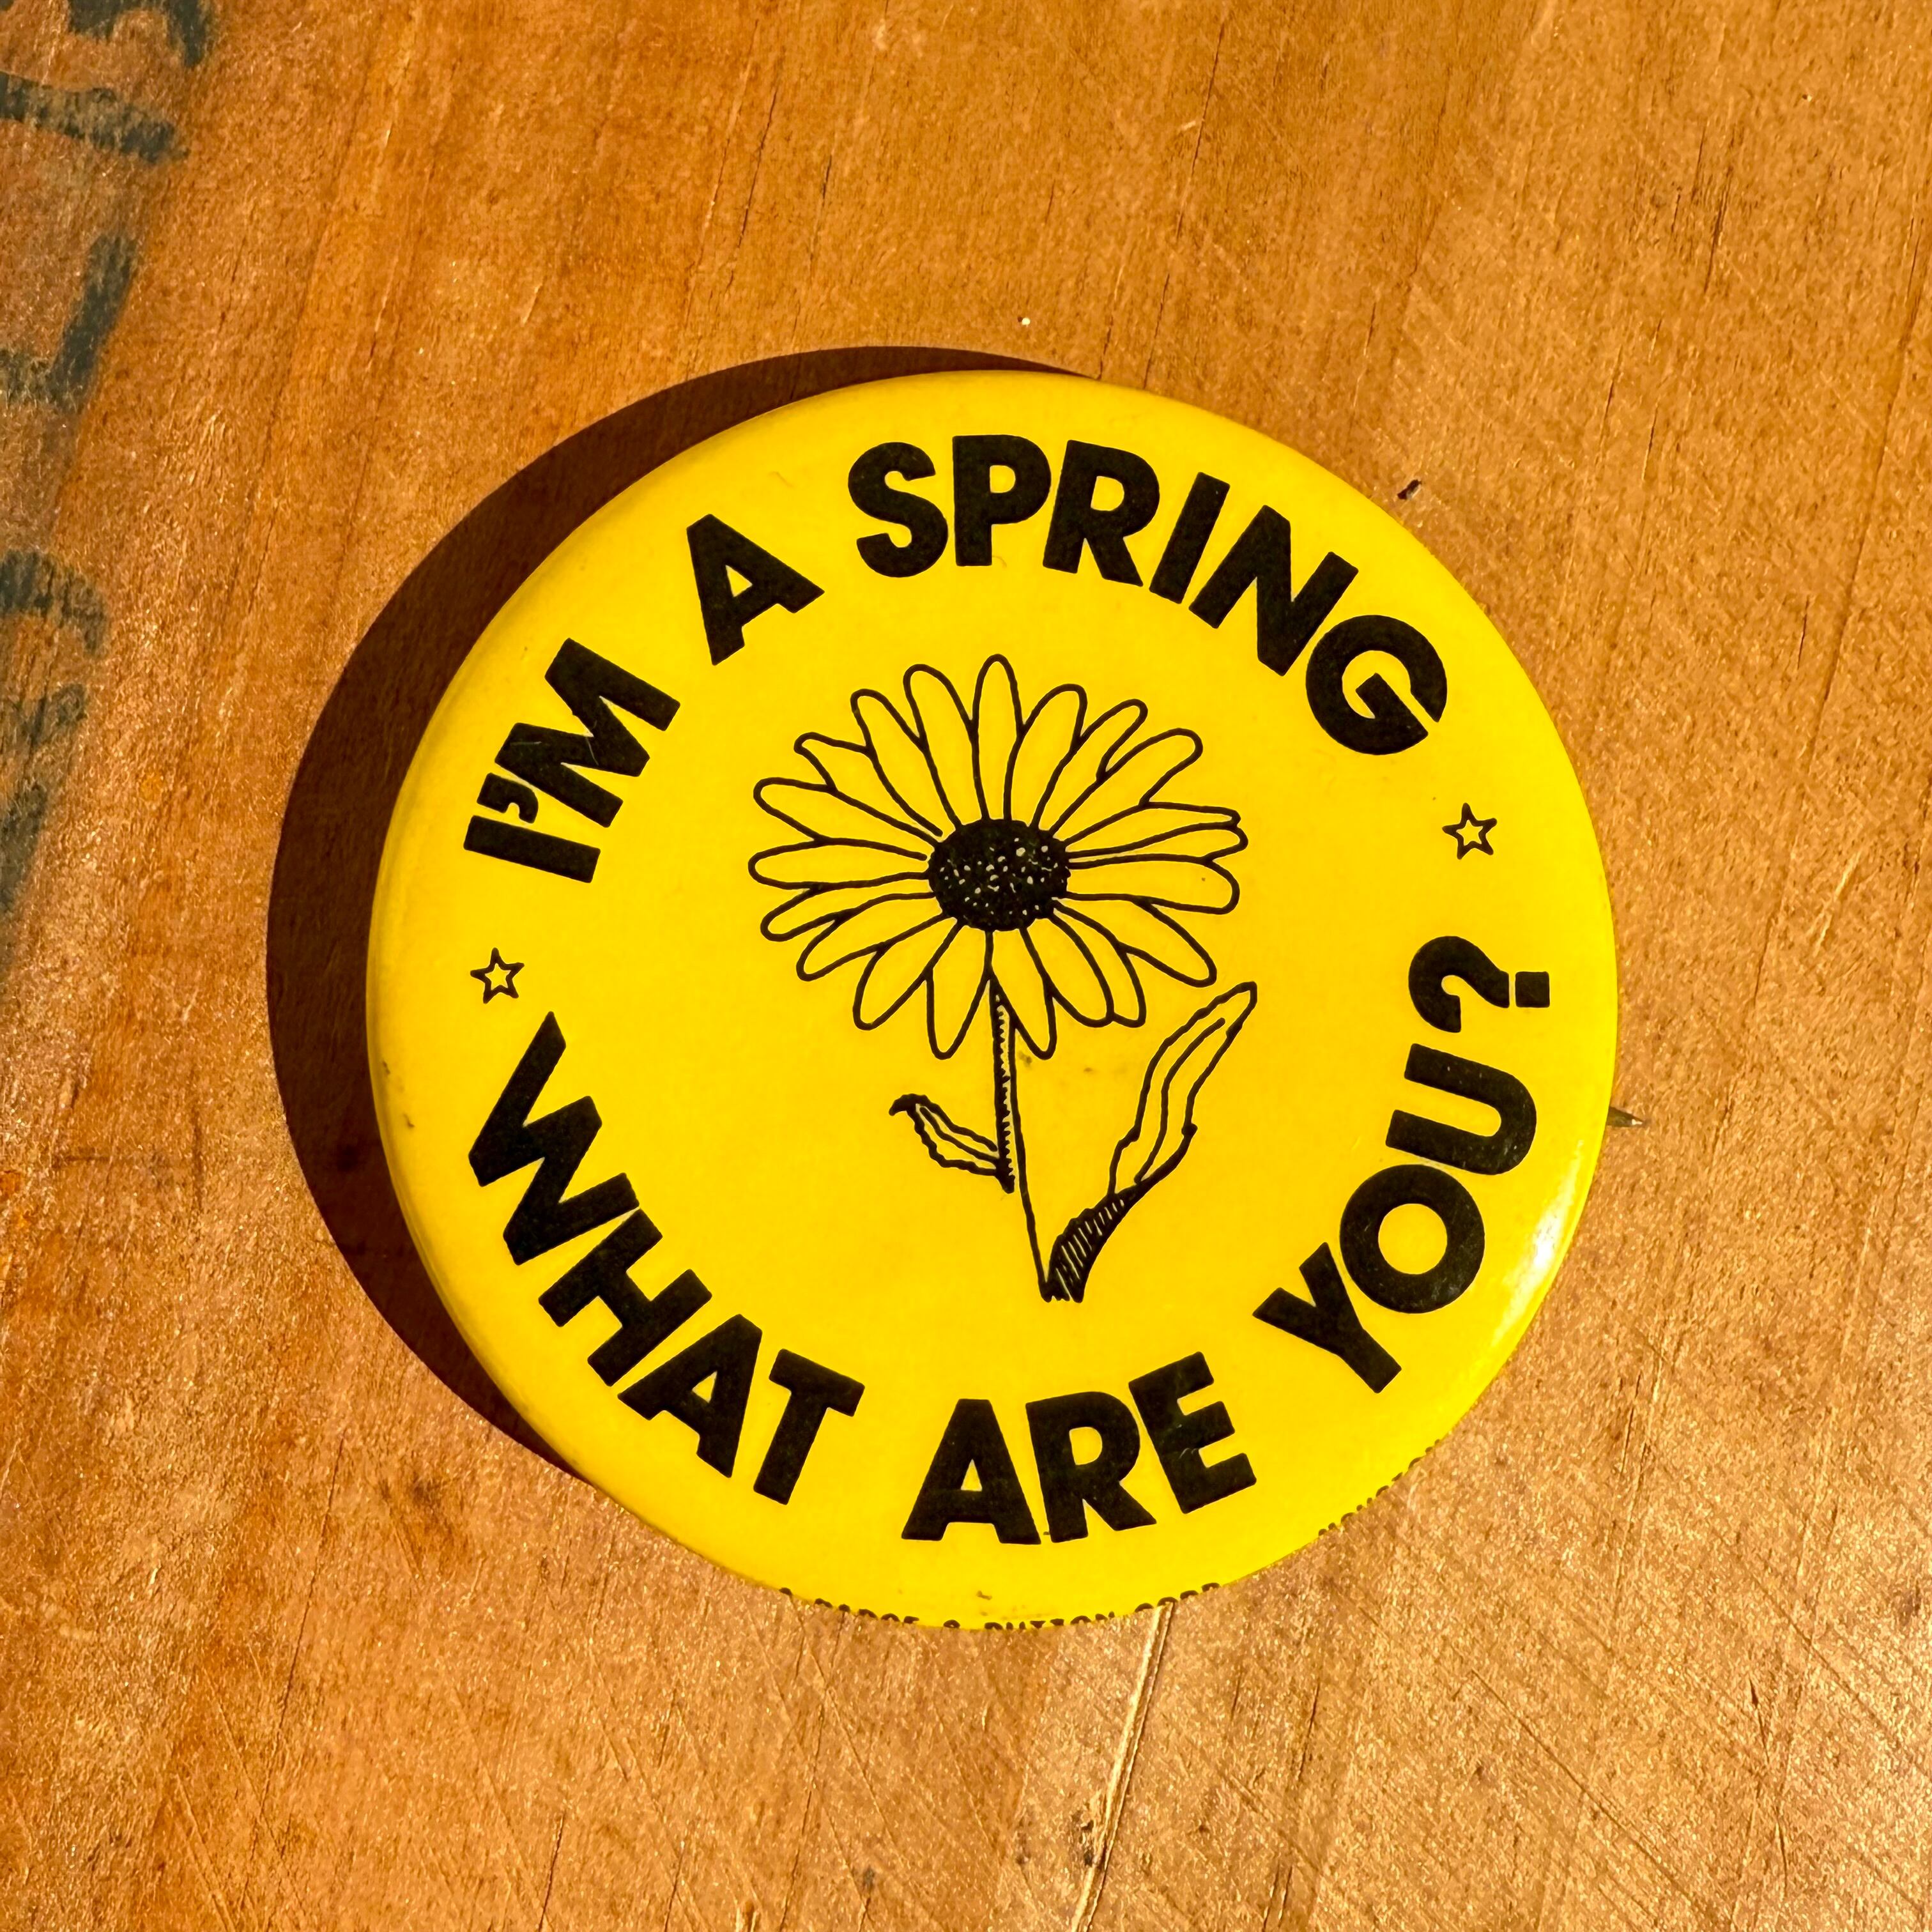 I'M A SPRING
WHAT ARE YOU?